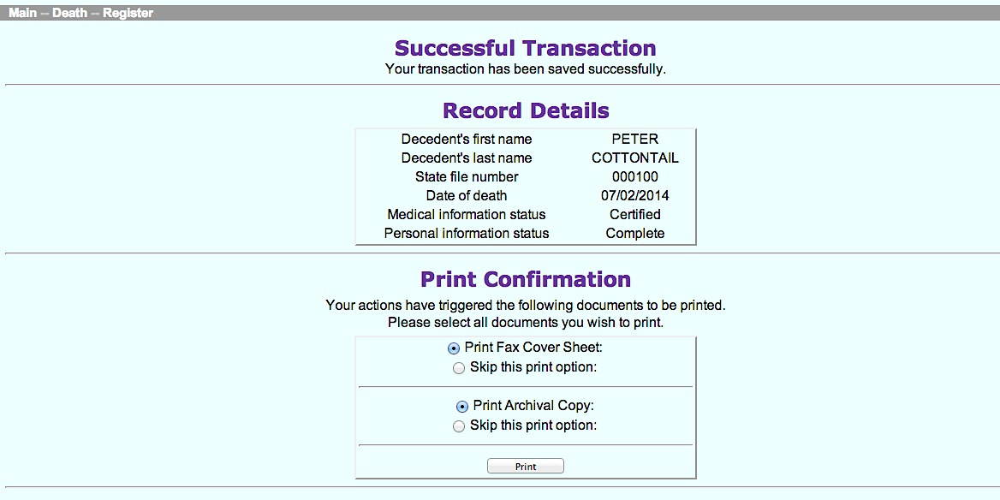 Main -- Death -- Register
Successful Transaction
Your transaction has been saved successfully.
Record Details
Decedent's first name PETER
Decedent's last name COTTONTAIL
State file number 000100
Date of death 07/02/2014
Medical information status Certified
Personal information status Complete
Print Confirmation
Your actions have triggered the following documents to be printed.
Please select all documents you wish to print.
Print Fax Cover Sheet:
Skip this print option:
Print Archival Copy:
Skip this print option:
Print